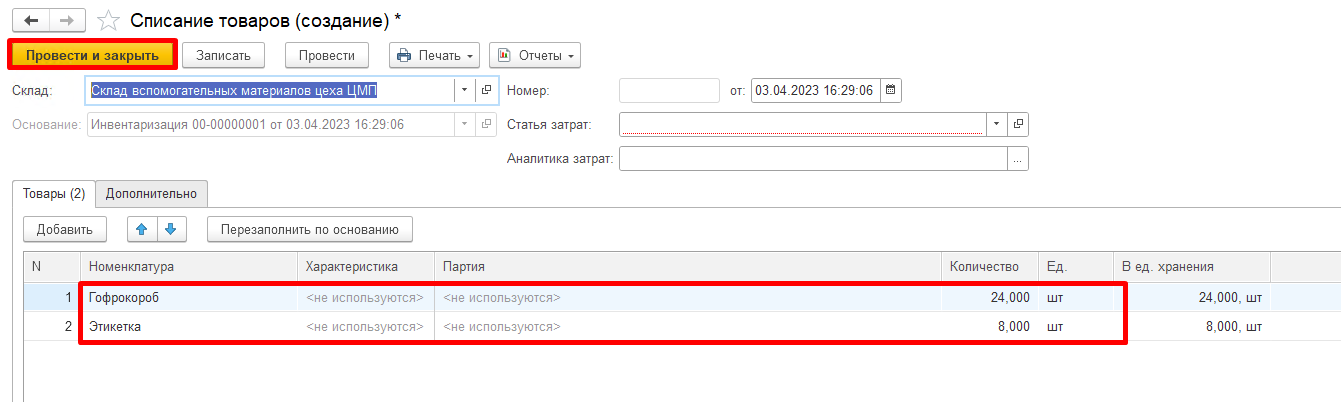 Списание товаров (создание) *
Провести и закрыть Записать Провести Печать Отчеты
Склад: Склад вспомогательных материалов цеха ЦМП Номер: от: 03.04.2023 16:29:06
Основание: Инвентаризация 00-00000001 от 03.04.2023 16:29:06 Статья затрат:
Аналитика затрат: ...
Товары (2) Дополнительно
Добавить Перезаполнить по основанию
N Номенклатура Характеристика Партия Количество Ед. В ед. хранения
1 Гофрокороб <не используются> <не используются> 24,000 шт 24,000, шт
2 Этикетка <не используются> <не используются> 8,000 шт 8,000, шт